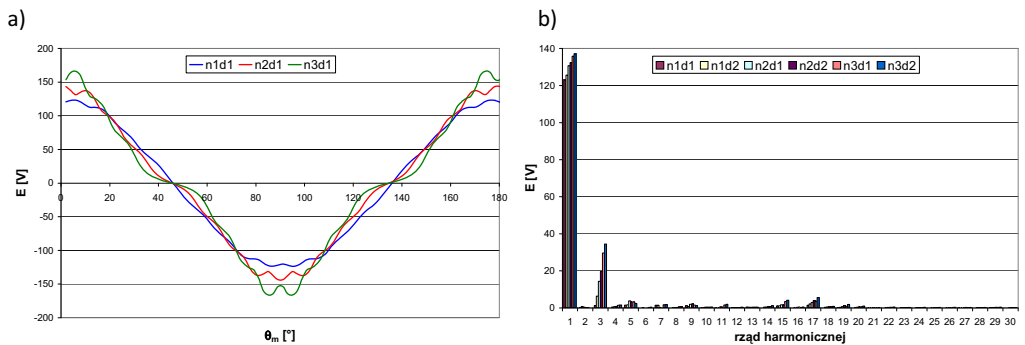 a)
b)
200
150
100
50
0
-50
-100
-150
-200
E [V]
n1d1 n2d1 n3d1
0 20 40 60 80 100 120 140 160 180
θm [°]
140
120
100
80
60
40
20
0
E [V]
n1d1 n1d2 n2d1 n2d2 n3d1 n3d2
1 2 3 4 5 6 7 8 9 10 11 12 13 14 15 16 17 18 19 20 21 22 23 24 25 26 27 28 29 30
rząd harmonicznej